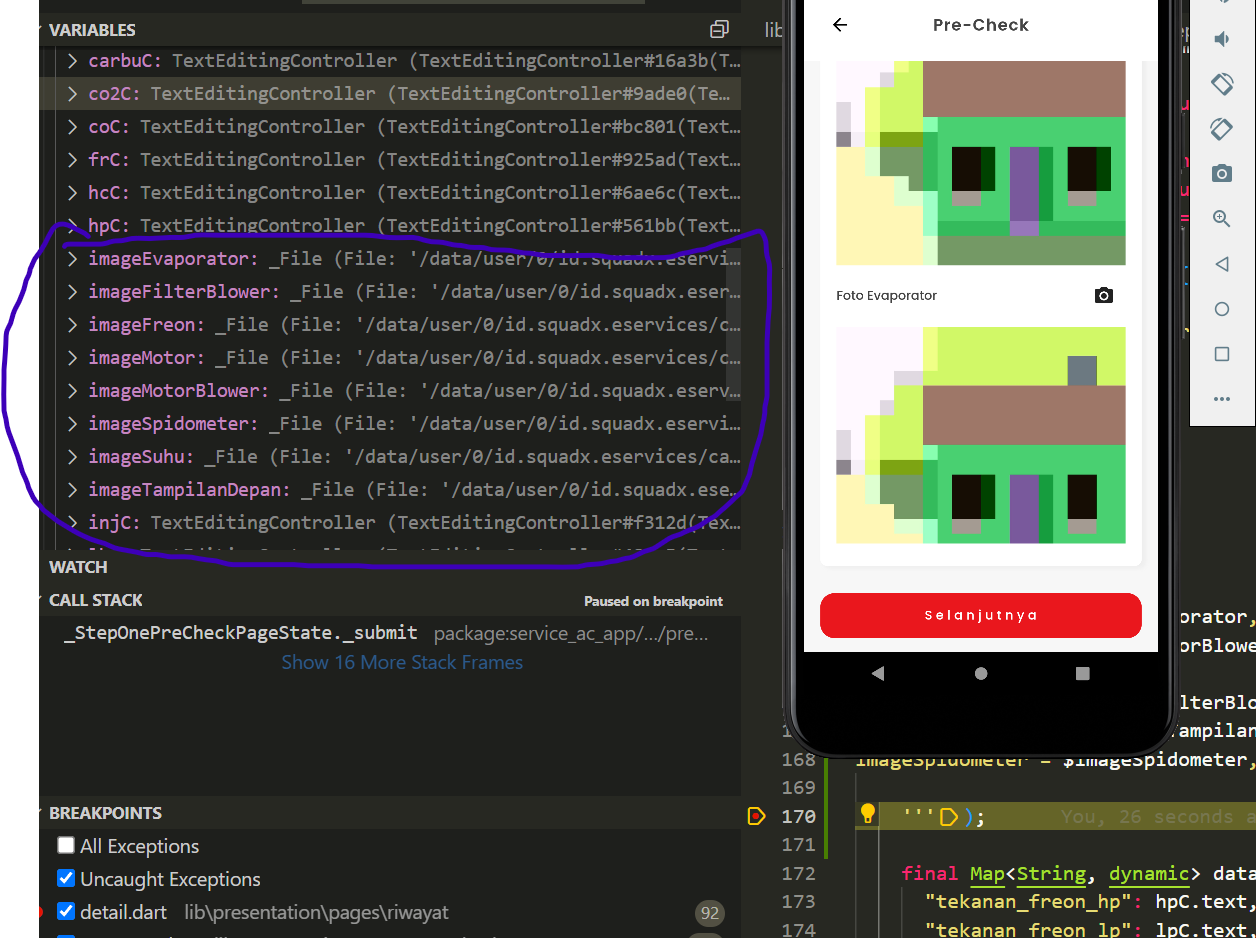 VARIABLES
carbuC: TextEditingController (TextEditingController#16a3b(T…
co2C: TextEditingController (TextEditingController#9ade0(Te…
coC: TextEditingController (TextEditingController#bc801(Text…
frC: TextEditingController (TextEditingController#925ad(Text…
hcC: TextEditingController (TextEditingController#6ae6c(Text…
hpC: TextEditingController (TextEditingController#561bb(Text…
imageEvaporator: _File (File: '/data/user/0/id.squadx.eservi…
imageFilterBlower: _File (File: '/data/user/0/id.squadx.eser…
imageFreon: _File (File: '/data/user/0/id.squadx.eservices/c…
imageMotor: _File (File: '/data/user/0/id.squadx.eservices/c…
imageMotorBlower: _File (File: '/data/user/0/id.squadx.eserv…
imageSpidometer: _File (File: '/data/user/0/id.squadx.eservi…
imageSuhu: _File (File: '/data/user/0/id.squadx.eservices/ca…
imageTampilanDepan: _File (File: '/data/user/0/id.squadx.ese…
injC: TextEditingController (TextEditingController#f312d(Tex…
WATCH
CALL STACK
Paused on breakpoint
_StepOnePreCheckPageState._submit package:service_ac_app/…/pre…
Show 16 More Stack Frames
BREAKPOINTS
All Exceptions
Uncaught Exceptions
detail.dart lib\presentation\pages\riwayat 92
lib
Pre-Check
Foto Evaporator
Selanjutnya
orator,
orBlowe
lterBlo
ampilan
168 imageSpidometer = $imageSpidometer,
169
170 '''); You, 26 seconds a
171
172 final Map<String, dynamic> data
173 "tekanan_freon_hp": hpC.text,
174 "tekanan_freon_lp": lpC.text,